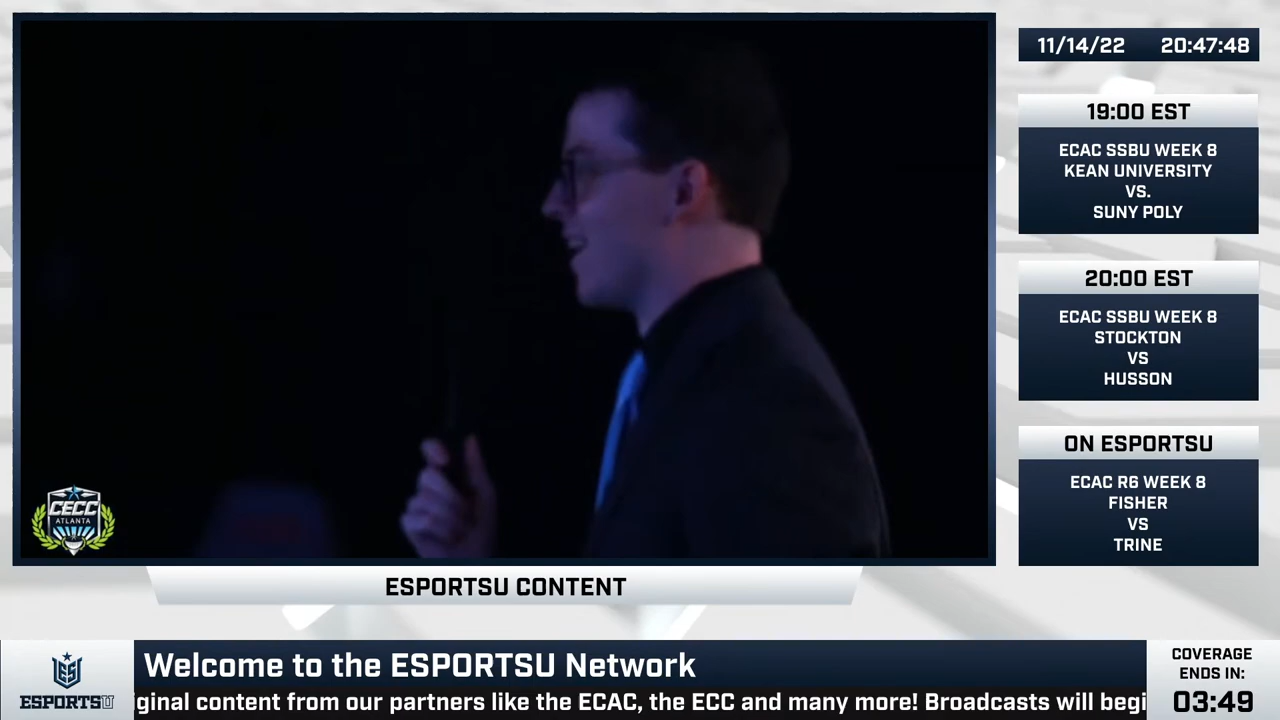 11/14/22 20:47:48
19:00 EST
ECAC SSBU WEEK 8
KEAN UNIVERSITY
VS.
SUNY POLY
20:00 EST
ECAC SSBU WEEK 8
STOCKTON
VS
HUSSON
ON ESPORTSU
ECAC R6 WEEK 8
FISHER
VS
TRINE
CECC
ATLANTA
ESPORTSU CONTENT
ESPORTSU
Welcome to the ESPORTSU Network
iginal content from our partners like the ECAC, the ECC and many more! Broadcasts will begi
COVERAGE
ENDS IN:
03:49